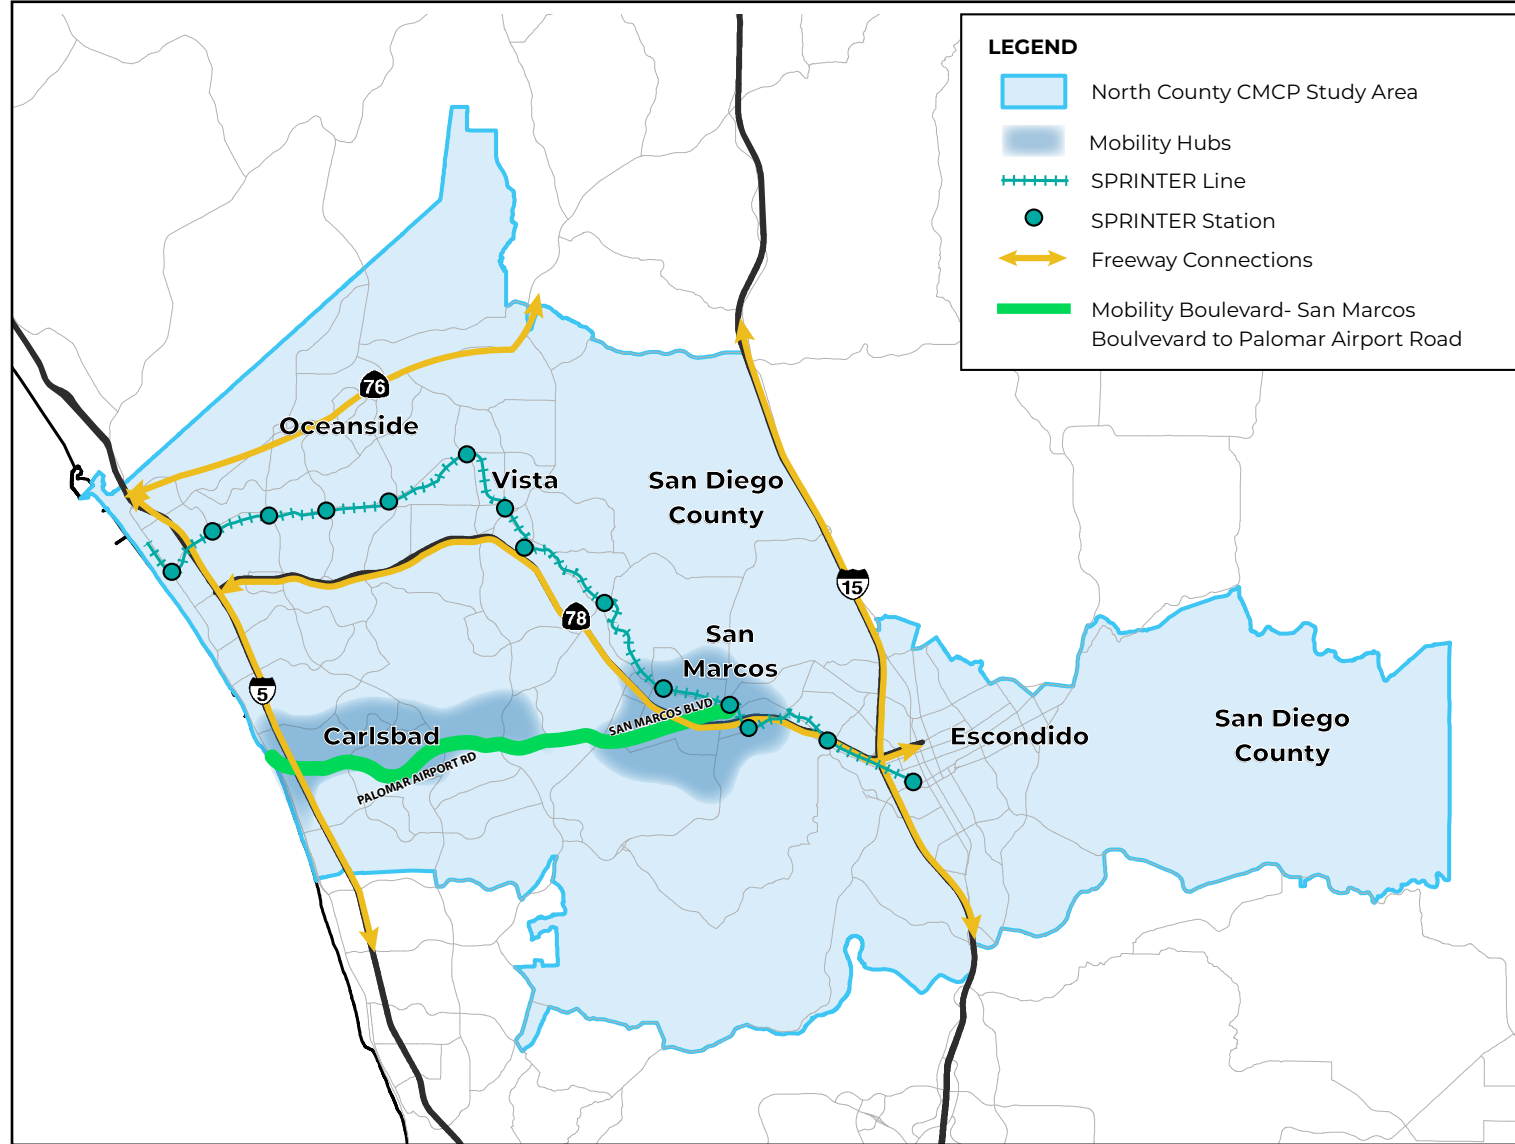 LEGEND
North County CMCP Study Area
Mobility Hubs
SPRINTER Line
SPRINTER Station
Freeway Connections
Mobility Boulevard- San Marcos
Boulvevard to Palomar Airport Road
76
Oceanside
Vista
San Diego
County
15
78
San
Marcos
5
SAN MARCOS BLVD
Carlsbad
PALOMAR AIRPORT RD
Escondido
San Diego
County